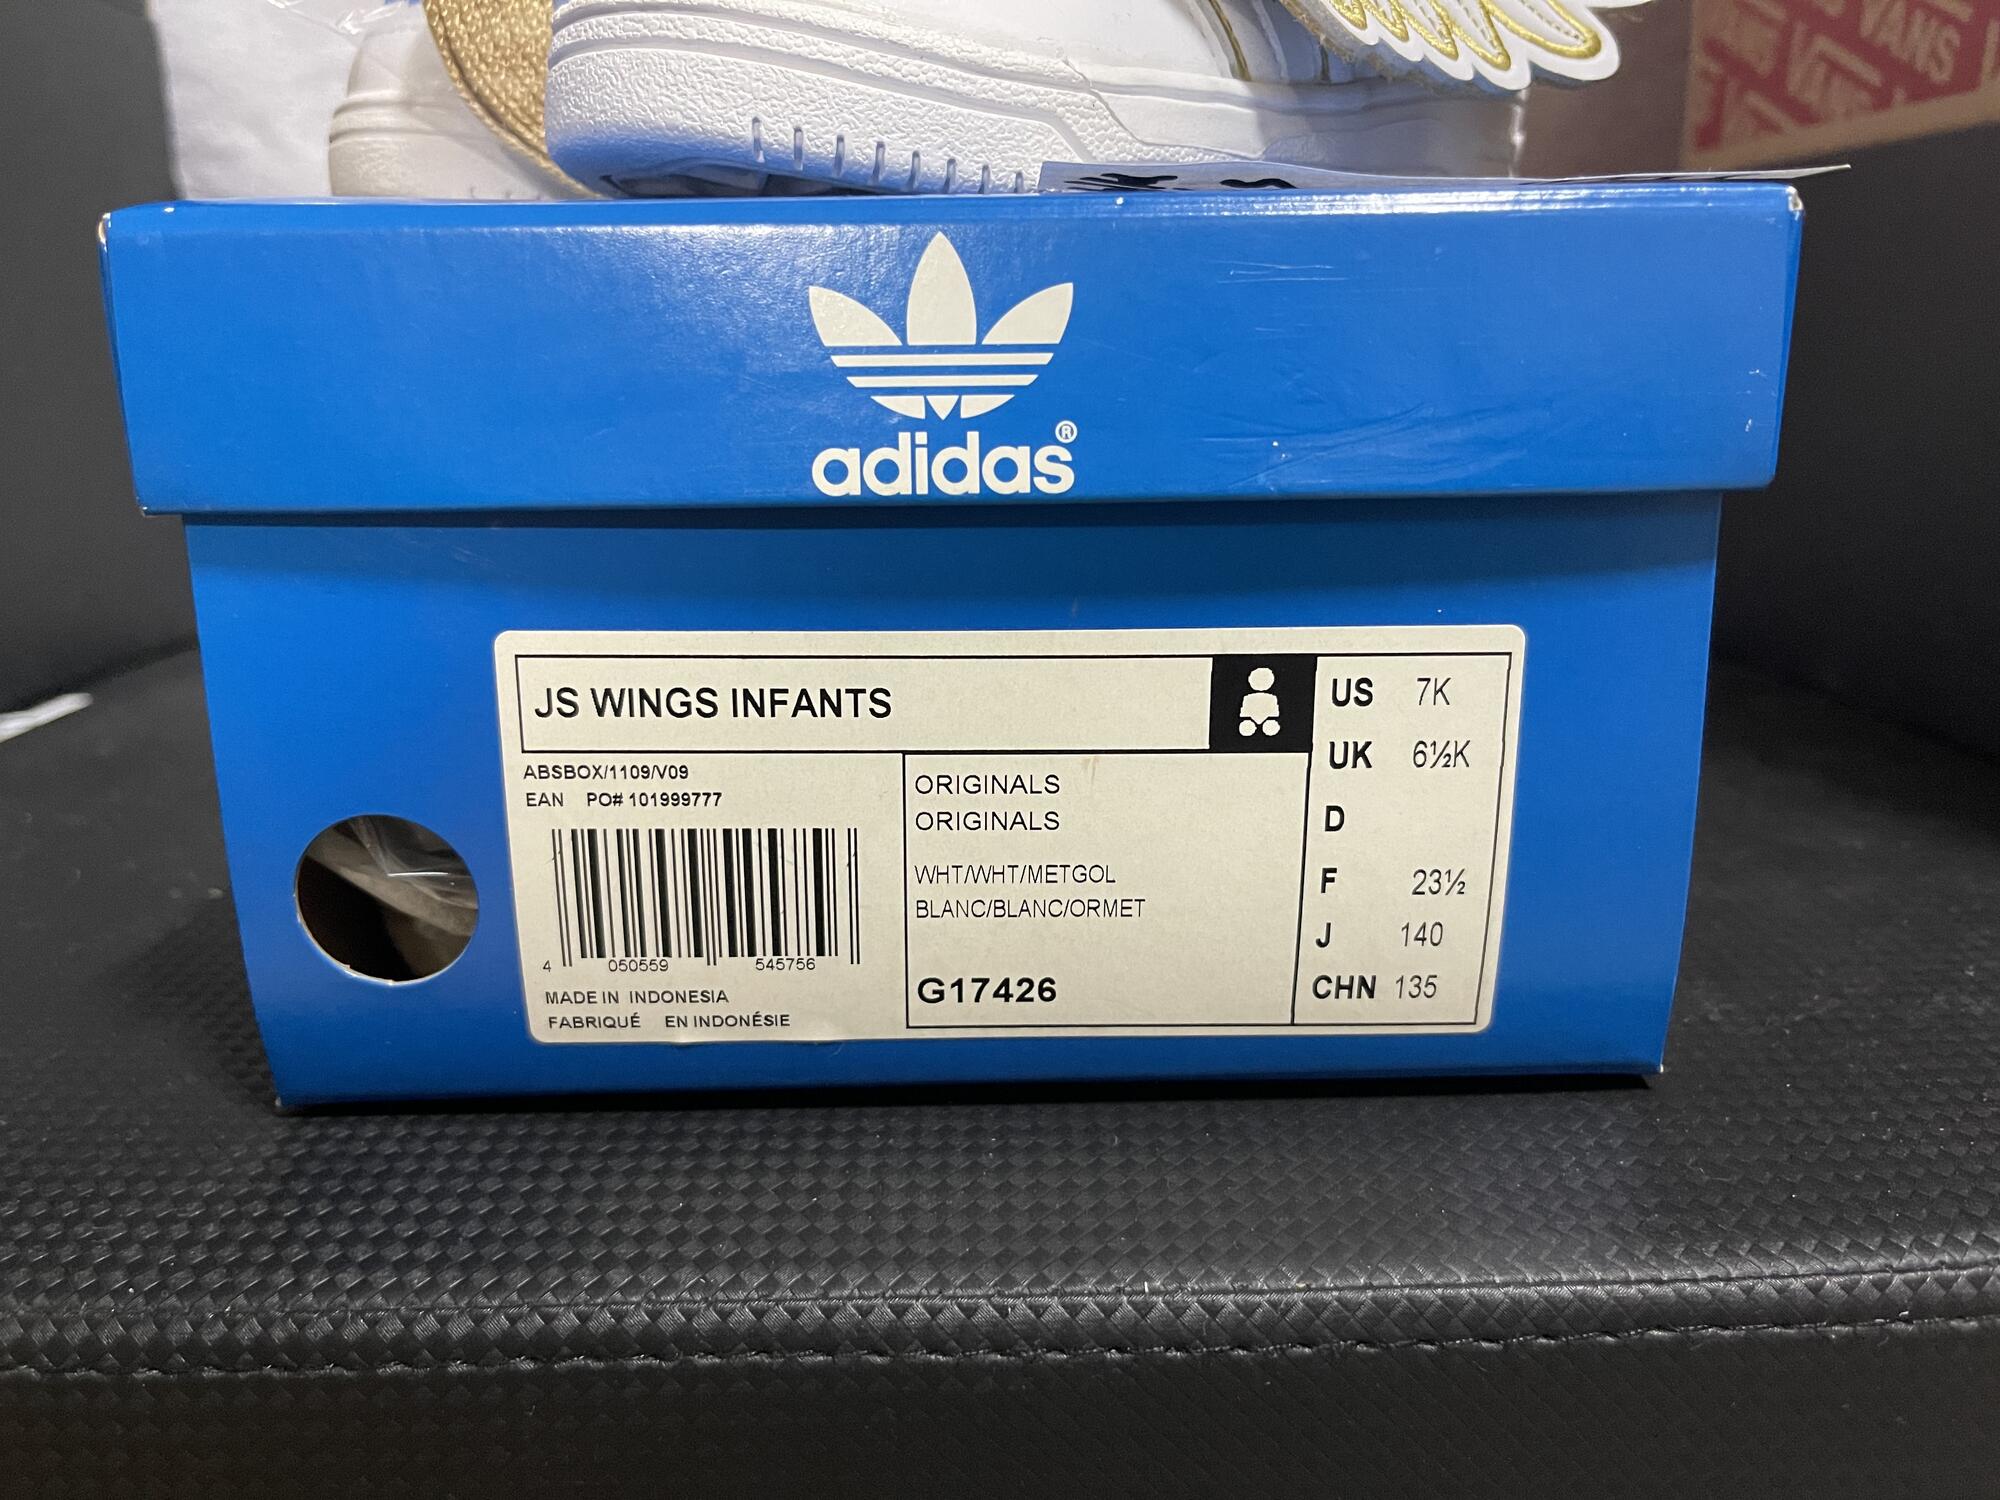 VANS
VANS
adidas®
JS WINGS INFANTS
ABSBOX/1109/V09
EAN PO# 101999777
4 050559 545756
MADE IN INDONESIA
FABRIQUÉ EN INDONÉSIE
ORIGINALS
ORIGINALS
WHT/WHT/METGOL
BLANC/BLANC/ORMET
G17426
US 7K
UK 6½K
D
F 23½
J 140
CHN 135